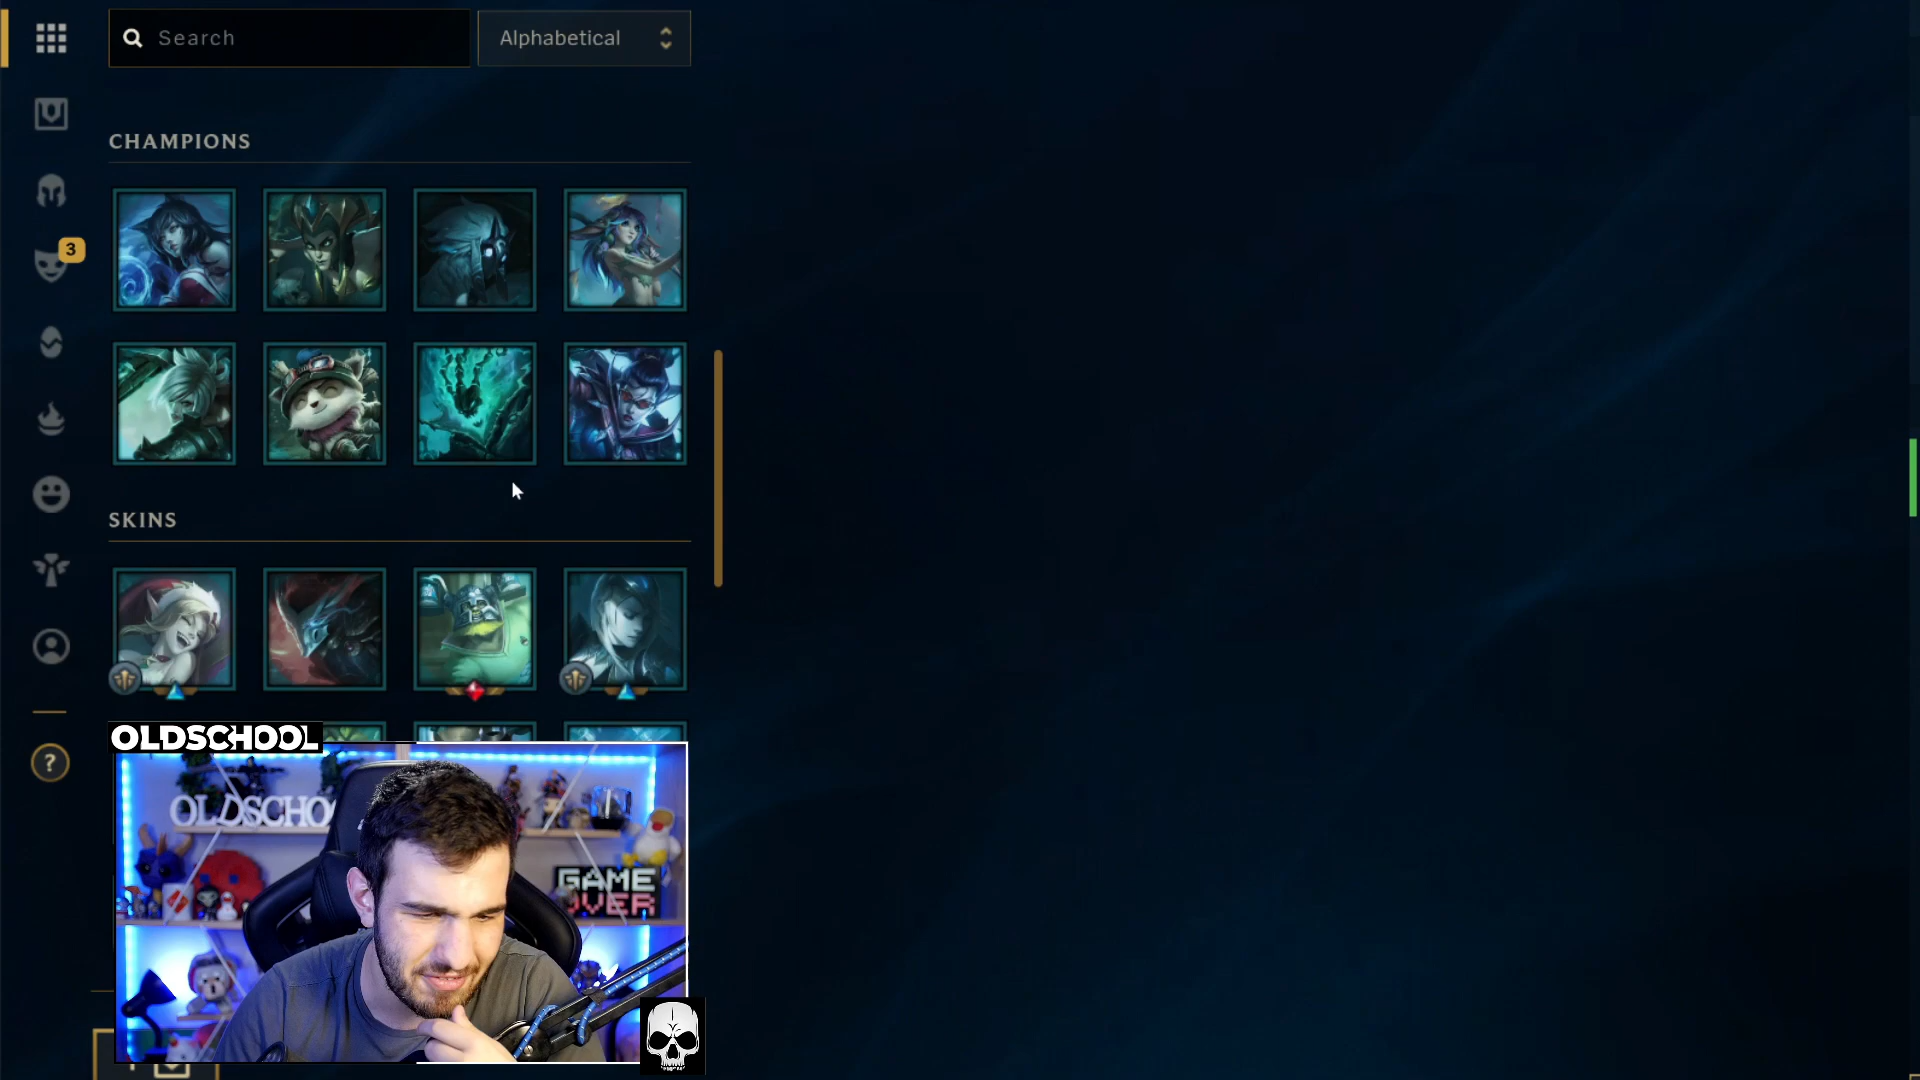 Search
Alphabetical
CHAMPIONS
3
SKINS
?
OLDSCHOOL
OLDSCHO
GAME
OVER